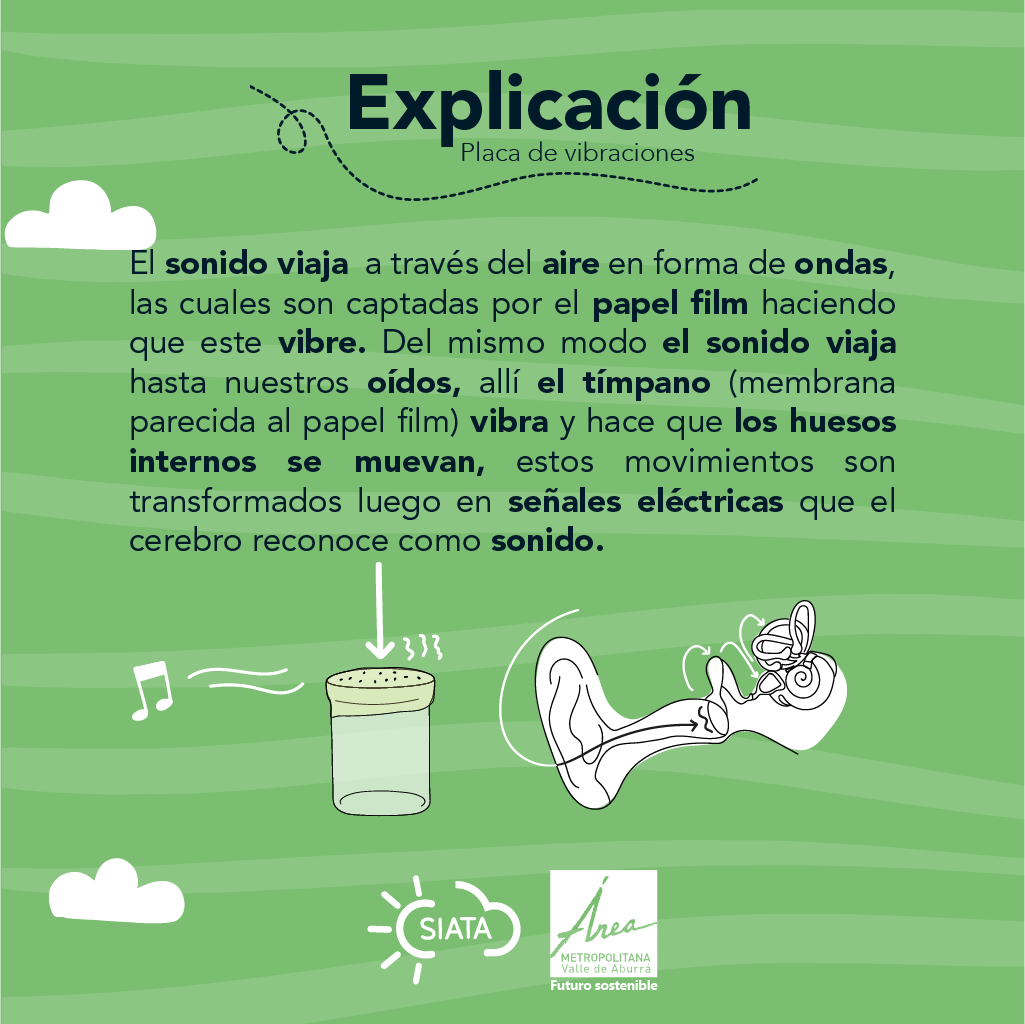 Explicación
Placa de vibraciones
El sonido viaja a través del aire en forma de ondas,
las cuales son captadas por el papel film haciendo
que este vibre. Del mismo modo el sonido viaja
hasta nuestros oídos, allí el tímpano (membrana
parecida al papel film) vibra y hace que los huesos
internos se muevan, estos movimientos son
transformados luego en señales eléctricas que el
cerebro reconoce como sonido.
SIATA
Área
METROPOLITANA
Valle de Aburrá
Futuro sostenible